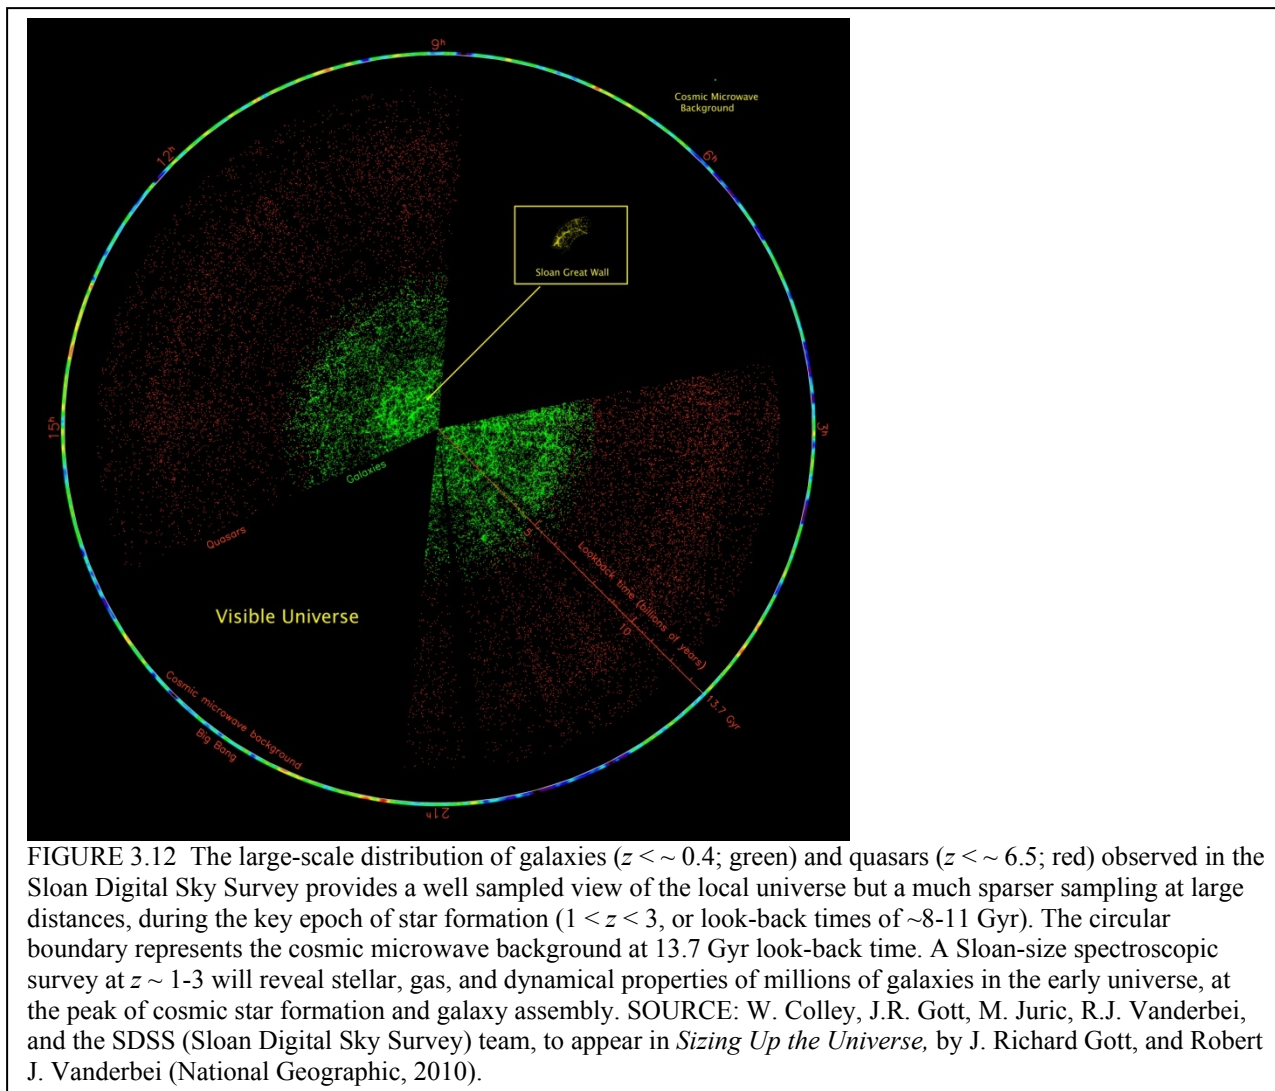 9h
Cosmic Microwave
Background
12h
6h
Sloan Great Wall
15h
3h
Galaxies
5
Quasars
Lookback time (billions of years)
Visible Universe
10
13.7 Gyr
Cosmic microwave background
Big Bang
21h
FIGURE 3.12 The large-scale distribution of galaxies (z < ~ 0.4; green) and quasars (z < ~ 6.5; red) observed in the
Sloan Digital Sky Survey provides a well sampled view of the local universe but a much sparser sampling at large
distances, during the key epoch of star formation (1 < z < 3, or look-back times of ~8-11 Gyr). The circular
boundary represents the cosmic microwave background at 13.7 Gyr look-back time. A Sloan-size spectroscopic
survey at z ~ 1-3 will reveal stellar, gas, and dynamical properties of millions of galaxies in the early universe, at
the peak of cosmic star formation and galaxy assembly. SOURCE: W. Colley, J.R. Gott, M. Juric, R.J. Vanderbei,
and the SDSS (Sloan Digital Sky Survey) team, to appear in Sizing Up the Universe, by J. Richard Gott, and Robert
J. Vanderbei (National Geographic, 2010).